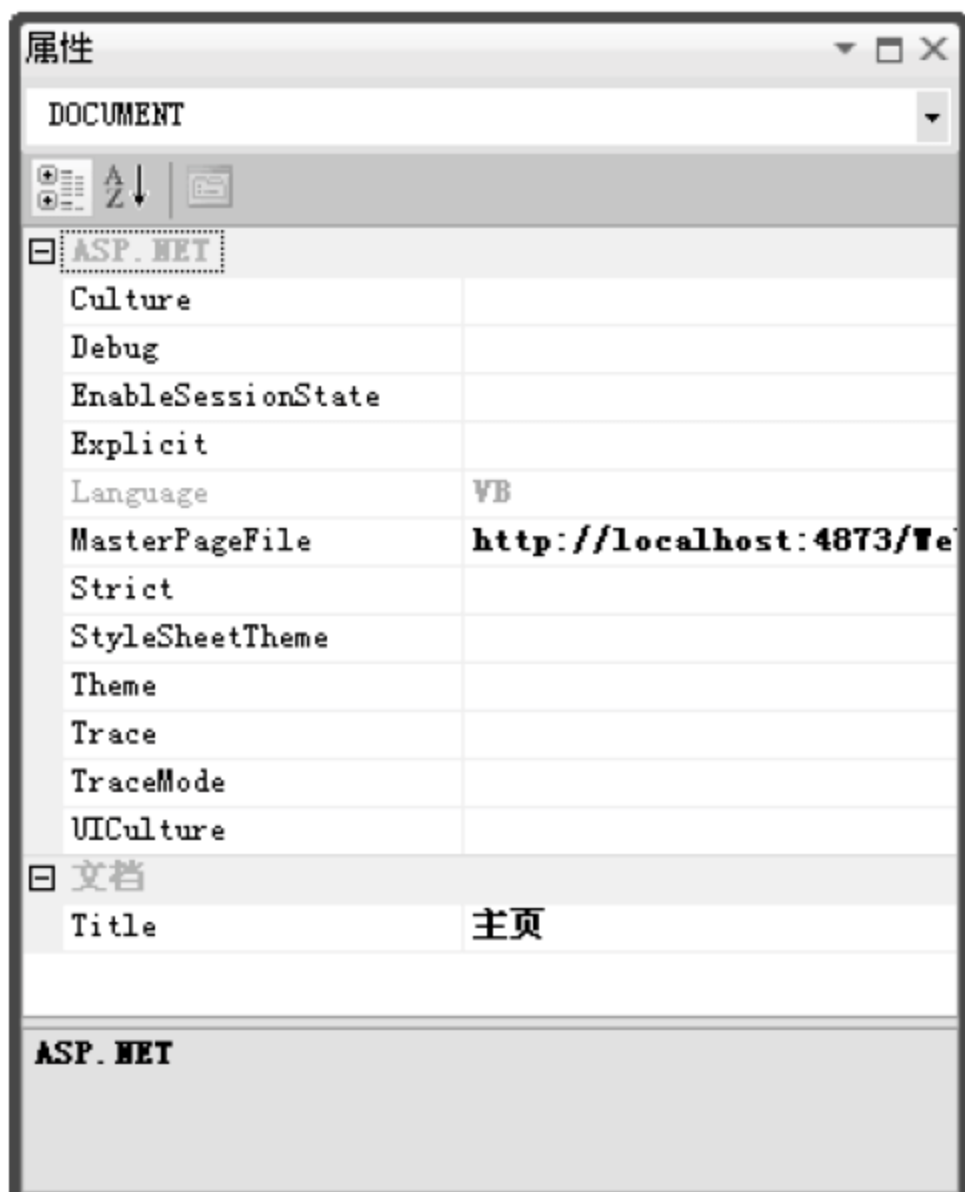 属性
DOCUMENT
ASP.NET
Culture
Debug
EnableSessionState
Explicit
Language VB
MasterPageFile http://localhost:4873/We
Strict
StyleSheetTheme
Theme
Trace
TraceMode
UICulture
文档
Title 主页
ASP.NET